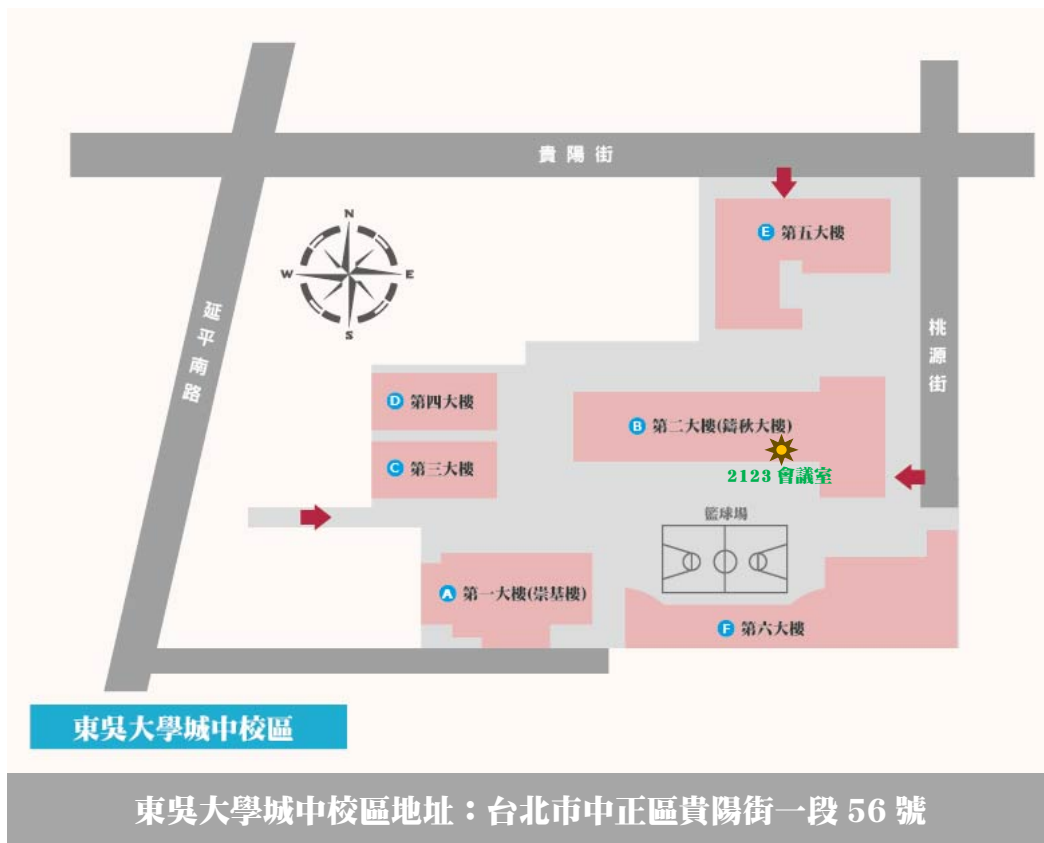 貴陽街
E 第五大樓
N
W
E
S
延平南路
桃源街
D 第四大樓
B 第二大樓(鑄秋大樓)
C 第三大樓
2123 會議室
籃球場
A 第一大樓(崇基樓)
F 第六大樓
東吳大學城中校區
東吳大學城中校區地址：台北市中正區貴陽街一段 56 號